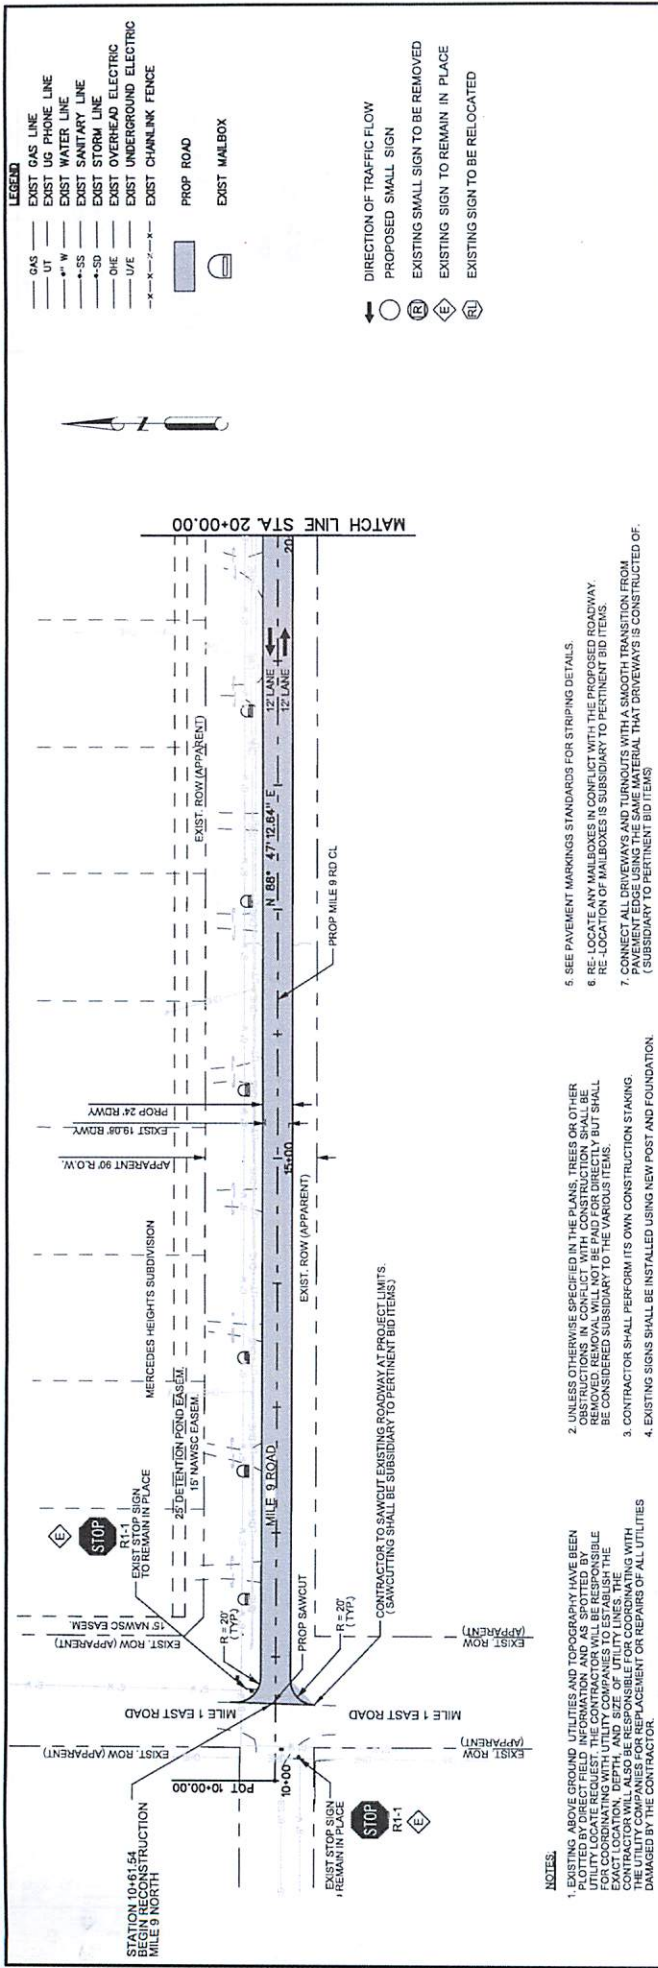 LEGEND
GAS EXIST GAS LINE
UT EXIST UG PHONE LINE
W EXIST WATER LINE
SS EXIST SANITARY LINE
SD EXIST STORM LINE
OHE EXIST OVERHEAD ELECTRIC
U/E EXIST UNDERGROUND ELECTRIC
EXIST CHAINLINK FENCE
PROP ROAD
EXIST MAILBOX
DIRECTION OF TRAFFIC FLOW
PROPOSED SMALL SIGN
R EXISTING SMALL SIGN TO BE REMOVED
E EXISTING SIGN TO REMAIN IN PLACE
RL EXISTING SIGN TO BE RELOCATED
MATCH LINE STA. 20+00.00
20
12' LANE
12' LANE
EXIST. ROW (APPARENT)
N 88° 47' 12.64" E
PROP MILE 9 RD CL
PROP 24' RDWY
EXIST 19.08' RDWY
APPARENT 90' R.O.W.
15+00
EXIST. ROW (APPARENT)
MERCEDES HEIGHTS SUBDIVISION
25' DETENTION POND EASEM.
15' NAWSC EASEM.
MILE 9 ROAD
CONTRACTOR TO SAWCUT EXISTING ROADWAY AT PROJECT LIMITS.
(SAWCUTTING SHALL BE SUBSIDIARY TO PERTINENT BID ITEMS)
E
STOP
R1-1
EXIST STOP SIGN
TO REMAIN IN PLACE
R = 20'
(TYP.)
PROP SAWCUT
R = 20'
(TYP.)
15' NAWSC EASEM.
EXIST. ROW (APPARENT)
EXIST. ROW
(APPARENT)
MILE 1 EAST ROAD
MILE 1 EAST ROAD
EXIST. ROW (APPARENT)
EXIST. ROW
(APPARENT)
POT 10+00.00
10+00
STATION 10+61.54
BEGIN RECONSTRUCTION
MILE 9 NORTH
EXIST STOP SIGN
REMAIN IN PLACE
STOP
R1-1
E
NOTES:
1. EXISTING ABOVE GROUND UTILITIES AND TOPOGRAPHY HAVE BEEN
PLOTTED BY DIRECT FIELD INFORMATION AND AS SPOTTED BY
UTILITY LOCATE REQUEST. THE CONTRACTOR WILL BE RESPONSIBLE
FOR COORDINATING WITH UTILITY COMPANIES TO ESTABLISH THE
EXACT LOCATION, DEPTH, AND SIZE OF UTILITY LINES. THE
CONTRACTOR WILL ALSO BE RESPONSIBLE FOR COORDINATING WITH
THE UTILITY COMPANIES FOR REPLACEMENT OR REPAIRS OF ALL UTILITIES
DAMAGED BY THE CONTRACTOR.
2. UNLESS OTHERWISE SPECIFIED IN THE PLANS, TREES OR OTHER
OBSTRUCTIONS IN CONFLICT WITH CONSTRUCTION SHALL BE
REMOVED. REMOVAL WILL NOT BE PAID FOR DIRECTLY BUT SHALL
BE CONSIDERED SUBSIDIARY TO THE VARIOUS ITEMS.
3. CONTRACTOR SHALL PERFORM ITS OWN CONSTRUCTION STAKING.
4. EXISTING SIGNS SHALL BE INSTALLED USING NEW POST AND FOUNDATION.
5. SEE PAVEMENT MARKINGS STANDARDS FOR STRIPING DETAILS.
6. RE-LOCATE ANY MAILBOXES IN CONFLICT WITH THE PROPOSED ROADWAY.
RE-LOCATION OF MAILBOXES IS SUBSIDIARY TO PERTINENT BID ITEMS.
7. CONNECT ALL DRIVEWAYS AND TURNOUTS WITH A SMOOTH TRANSITION FROM
PAVEMENT EDGE USING THE SAME MATERIAL THAT DRIVEWAYS IS CONSTRUCTED OF.
(SUBSIDIARY TO PERTINENT BID ITEMS)